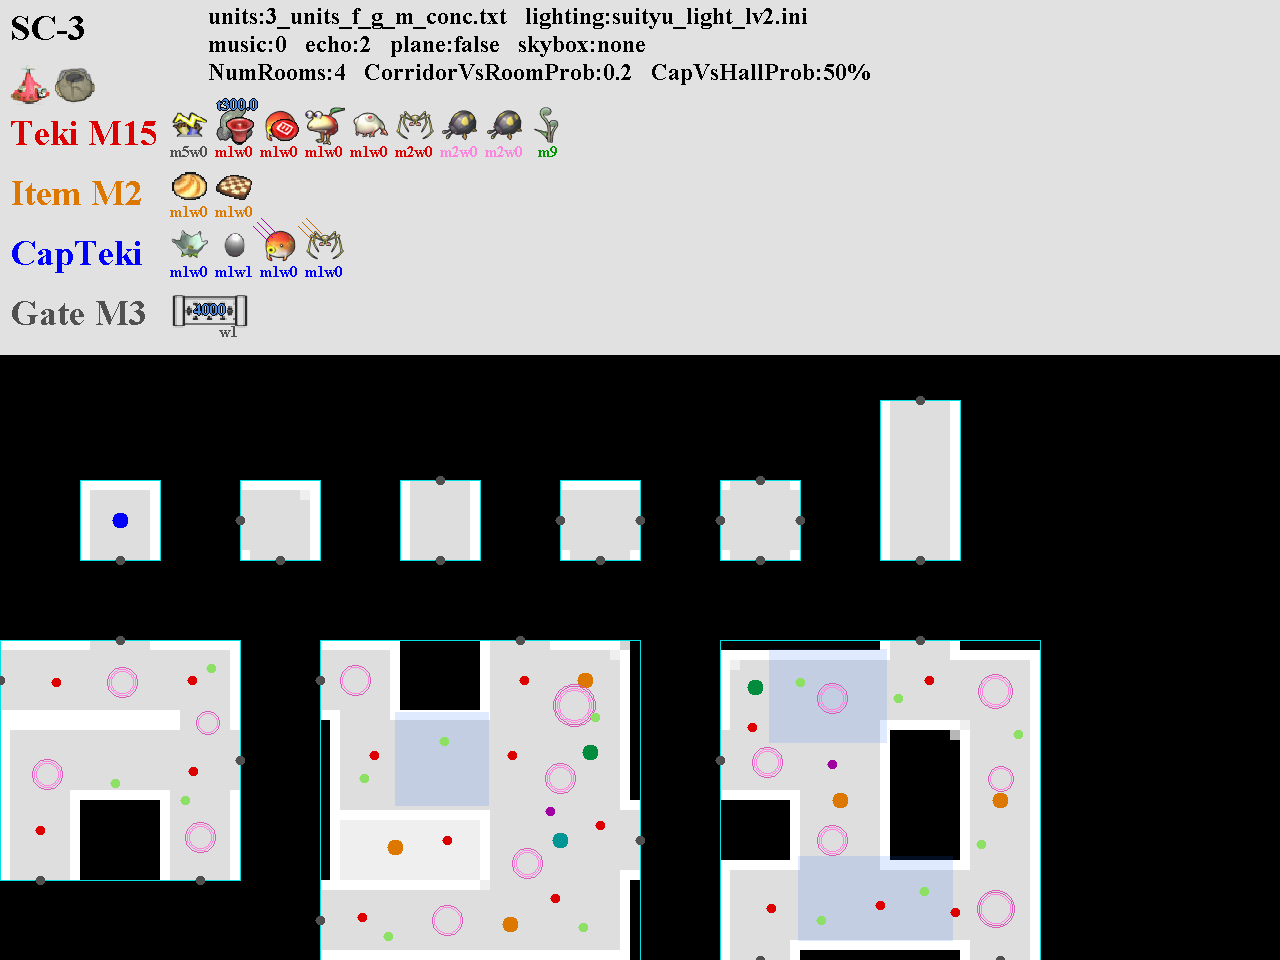 SC-3
units:3_units_f_g_m_conc.txt lighting:suityu_light_lv2.ini
music:0 echo:2 plane:false skybox:none
NumRooms:4 CorridorVsRoomProb:0.2 CapVsHallProb:50%
t300.0
Teki M15
m5w0 m1w0 m1w0 m1w0 m1w0 m2w0 m2w0 m2w0 m9
Item M2
m1w0 m1w0
CapTeki
m1w0 m1w1 m1w0 m1w0
Gate M3
4000
w1